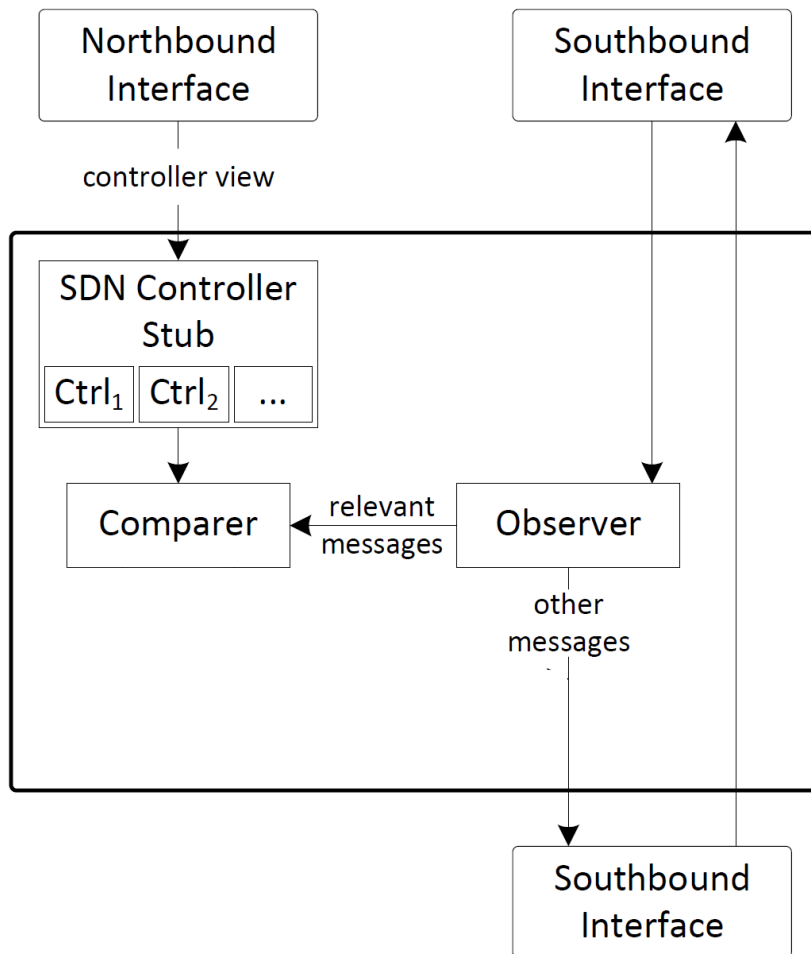 Northbound
Interface
Southbound
Interface
controller view
SDN Controller
Stub
Ctrl₁
Ctrl₂
...
Comparer
relevant
messages
Observer
other
messages
Southbound
Interface